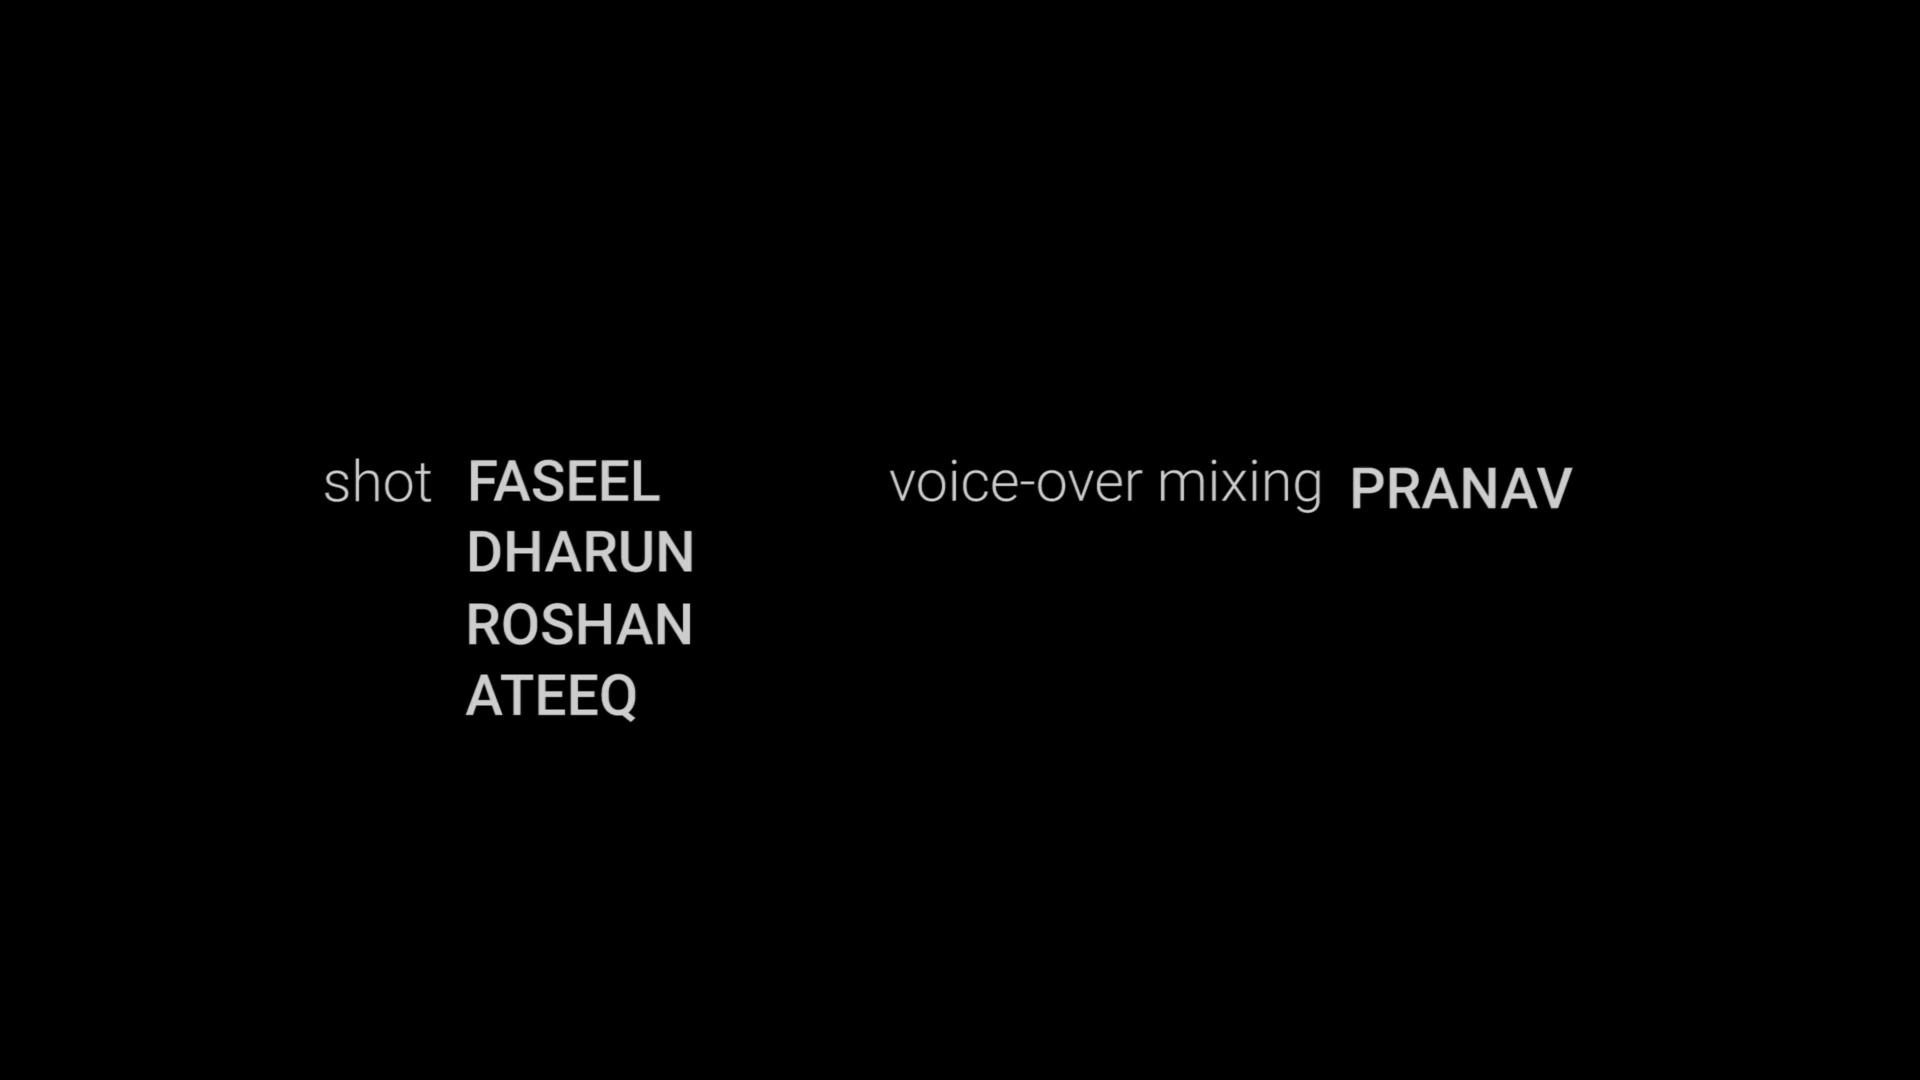 shot FASEEL
DHARUN
ROSHAN
ATEEQ
voice-over mixing PRANAV